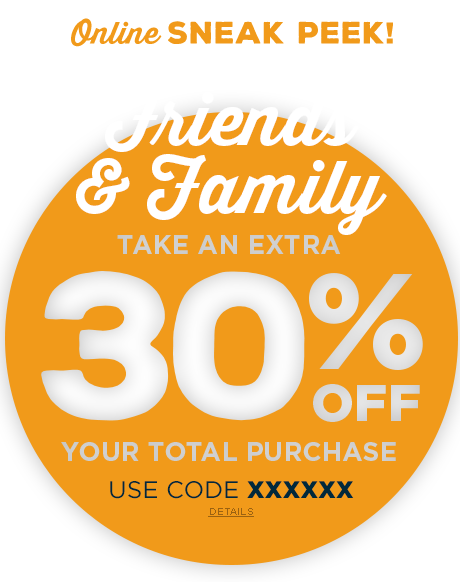 Online SNEAK PEEK!
Friends
& Family
TAKE AN EXTRA
30% OFF
YOUR TOTAL PURCHASE
USE CODE XXXXXX
DETAILS